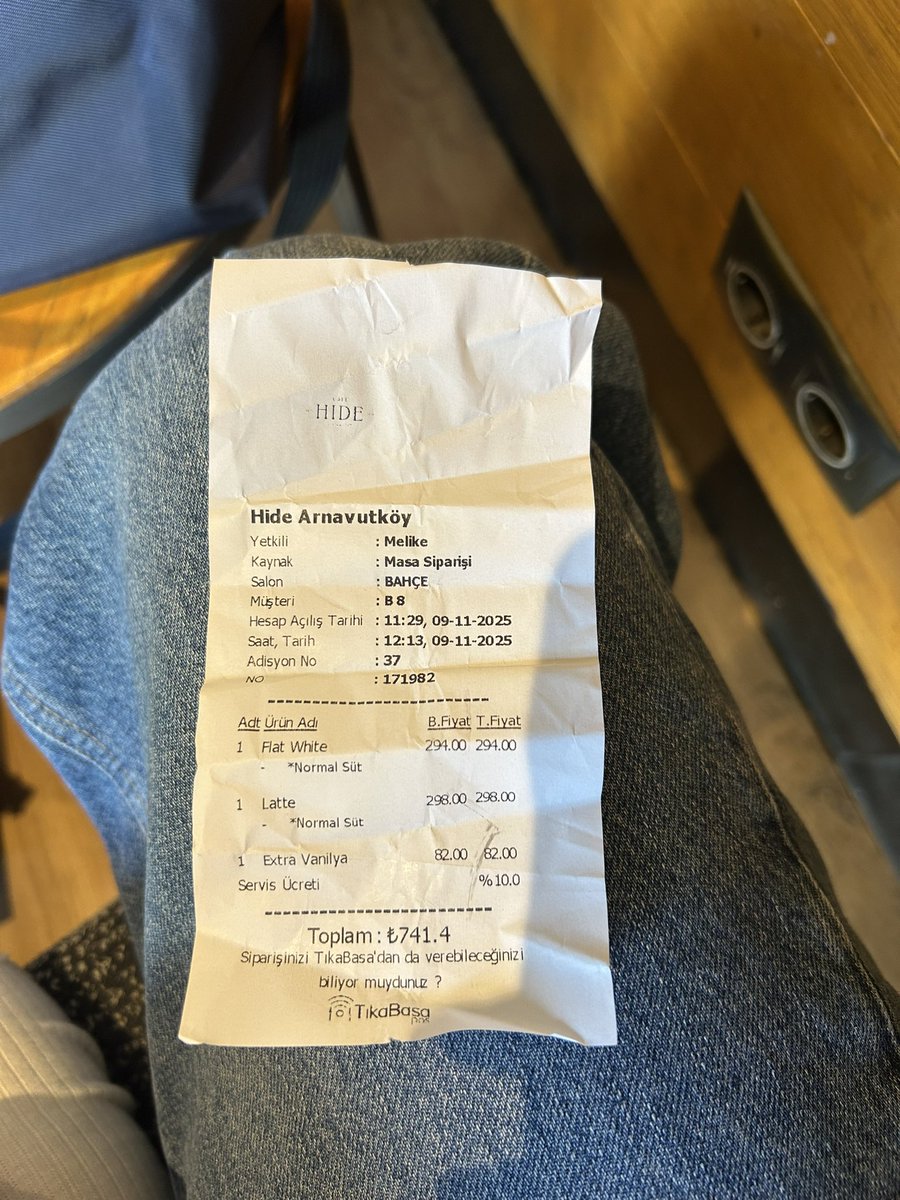 HIDE
Hide Arnavutköy
Yetkili : Melike
Kaynak : Masa Siparişi
Salon : BAHÇE
Müşteri : B 8
Hesap Açılış Tarihi : 11:29, 09-11-2025
Saat, Tarih : 12:13, 09-11-2025
Adisyon No : 37
NO : 171982
Adt Ürün Adı B.Fiyat T.Fiyat
1 Flat White 294.00 294.00
- *Normal Süt
1 Latte 298.00 298.00
- *Normal Süt
1 Extra Vanilya 82.00 82.00
Servis Ücreti %10.0
Toplam : ₺741.4
Siparişinizi TıkaBasa'dan da verebileceğinizi
biliyor muydunuz ?
TıkaBasa
pos